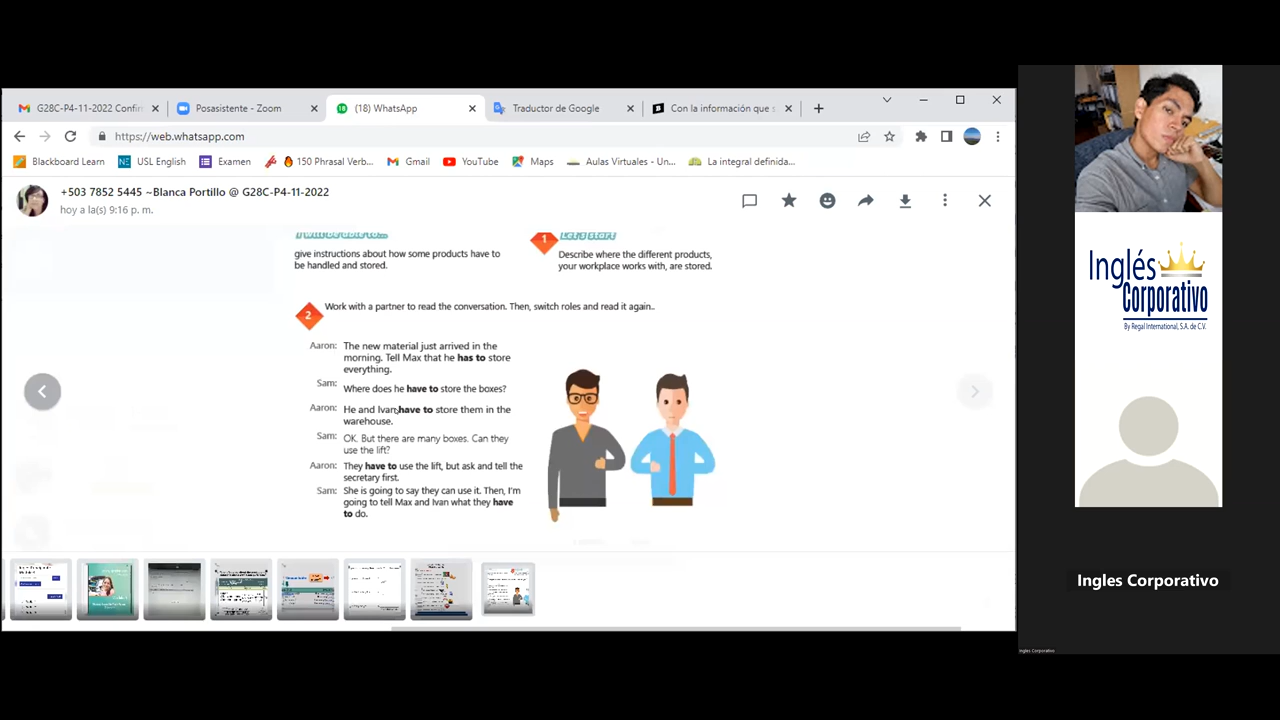 G28C-P4-11-2022 Confir
Posasistente - Zoom
(18) WhatsApp
Traductor de Google
Con la información que s
https://web.whatsapp.com
Blackboard Learn
USL English
Examen
150 Phrasal Verb...
Gmail
YouTube
Maps
Aulas Virtuales - Un...
La integral definida...
+503 7852 5445 ~Blanca Portillo @ G28C-P4-11-2022
hoy a la(s) 9:16 p. m.
I will be able to...
give instructions about how some products have to
be handled and stored.
1
Let's start
Describe where the different products,
your workplace works with, are stored.
2
Work with a partner to read the conversation. Then, switch roles and read it again..
Aaron: The new material just arrived in the
morning. Tell Max that he has to store
everything.
Sam: Where does he have to store the boxes?
Aaron: He and Ivan have to store them in the
warehouse.
Sam: OK. But there are many boxes. Can they
use the lift?
Aaron: They have to use the lift, but ask and tell the
secretary first.
Sam: She is going to say they can use it. Then, I'm
going to tell Max and Ivan what they have
to do.
Inglés
Corporativo
By Regal International, S.A. de C.V.
Ingles Corporativo
Ingles Corporativo